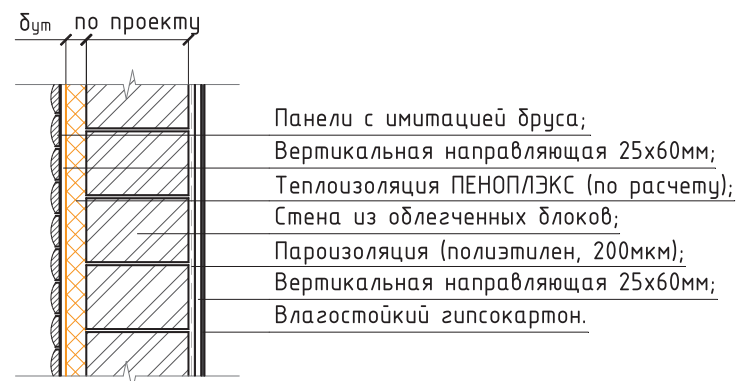 δут по проекту
Панели с имитацией бруса;
Вертикальная направляющая 25х60мм;
Теплоизоляция ПЕНОПЛЭКС (по расчету);
Стена из облегченных блоков;
Пароизоляция (полиэтилен, 200мкм);
Вертикальная направляющая 25х60мм;
Влагостойкий гипсокартон.